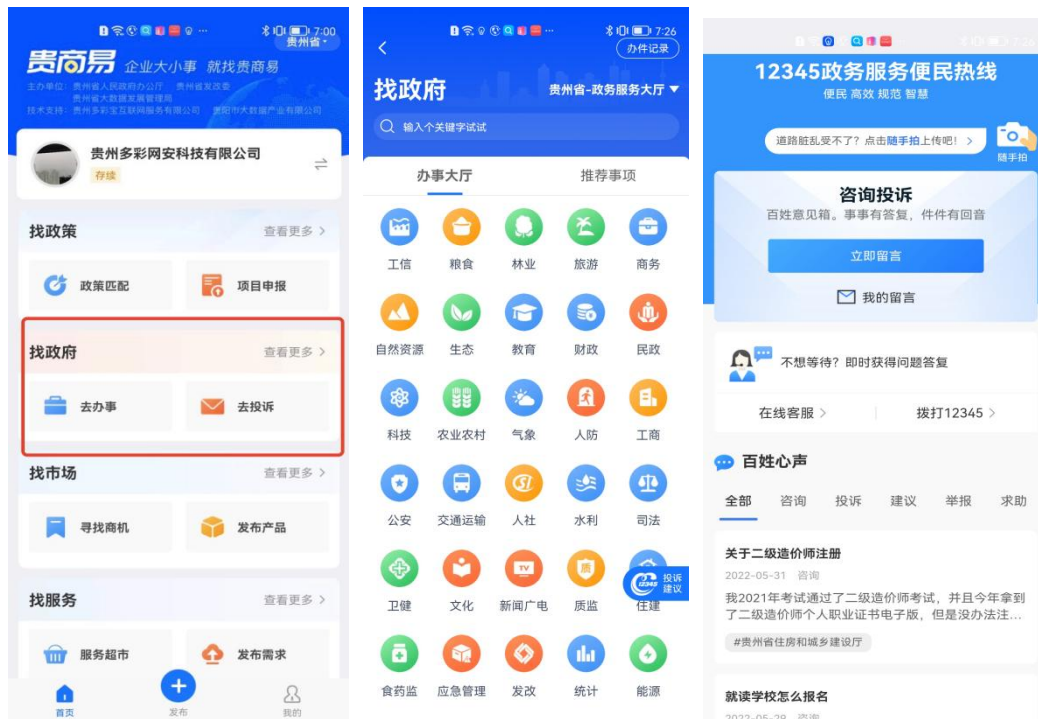 7:00
贵州省
贵商易 企业大小事 就找贵商易
主办单位：贵州省人民政府办公厅 贵州省发改委
贵州省大数据发展管理局
技术支持：贵州多彩宝互联网服务有限公司 贵阳市大数据产业有限公司
贵州多彩网安科技有限公司
存续
找政策
查看更多 >
政策匹配
项目申报
找政府
查看更多 >
去办事
去投诉
找市场
查看更多 >
寻找商机
发布产品
找服务
查看更多 >
服务超市
发布需求
首页
发布
我的
7:26
办件记录
找政府
贵州省-政务服务大厅
输入个关键字试试
办事大厅
推荐事项
工信 粮食 林业 旅游 商务
自然资源 生态 教育 财政 民政
科技 农业农村 气象 人防 工商
公安 交通运输 人社 水利 司法
TV
质
12345 投诉
建议
卫健 文化 新闻广电 质监 住建
食药监 应急管理 发改 统计 能源
12345政务服务便民热线
便民 高效 规范 智慧
道路脏乱受不了？点击随手拍上传吧！ >
随手拍
咨询投诉
百姓意见箱。事事有答复，件件有回音
立即留言
我的留言
不想等待？即时获得问题答复
在线客服 >
拨打12345 >
百姓心声
全部 咨询 投诉 建议 举报 求助
关于二级造价师注册
2022-05-31 咨询
我2021年考试通过了二级造价师考试，并且今年拿到
了二级造价师个人职业证书电子版，但是没办法注...
#贵州省住房和城乡建设厅
就读学校怎么报名
2022-05-29 咨询